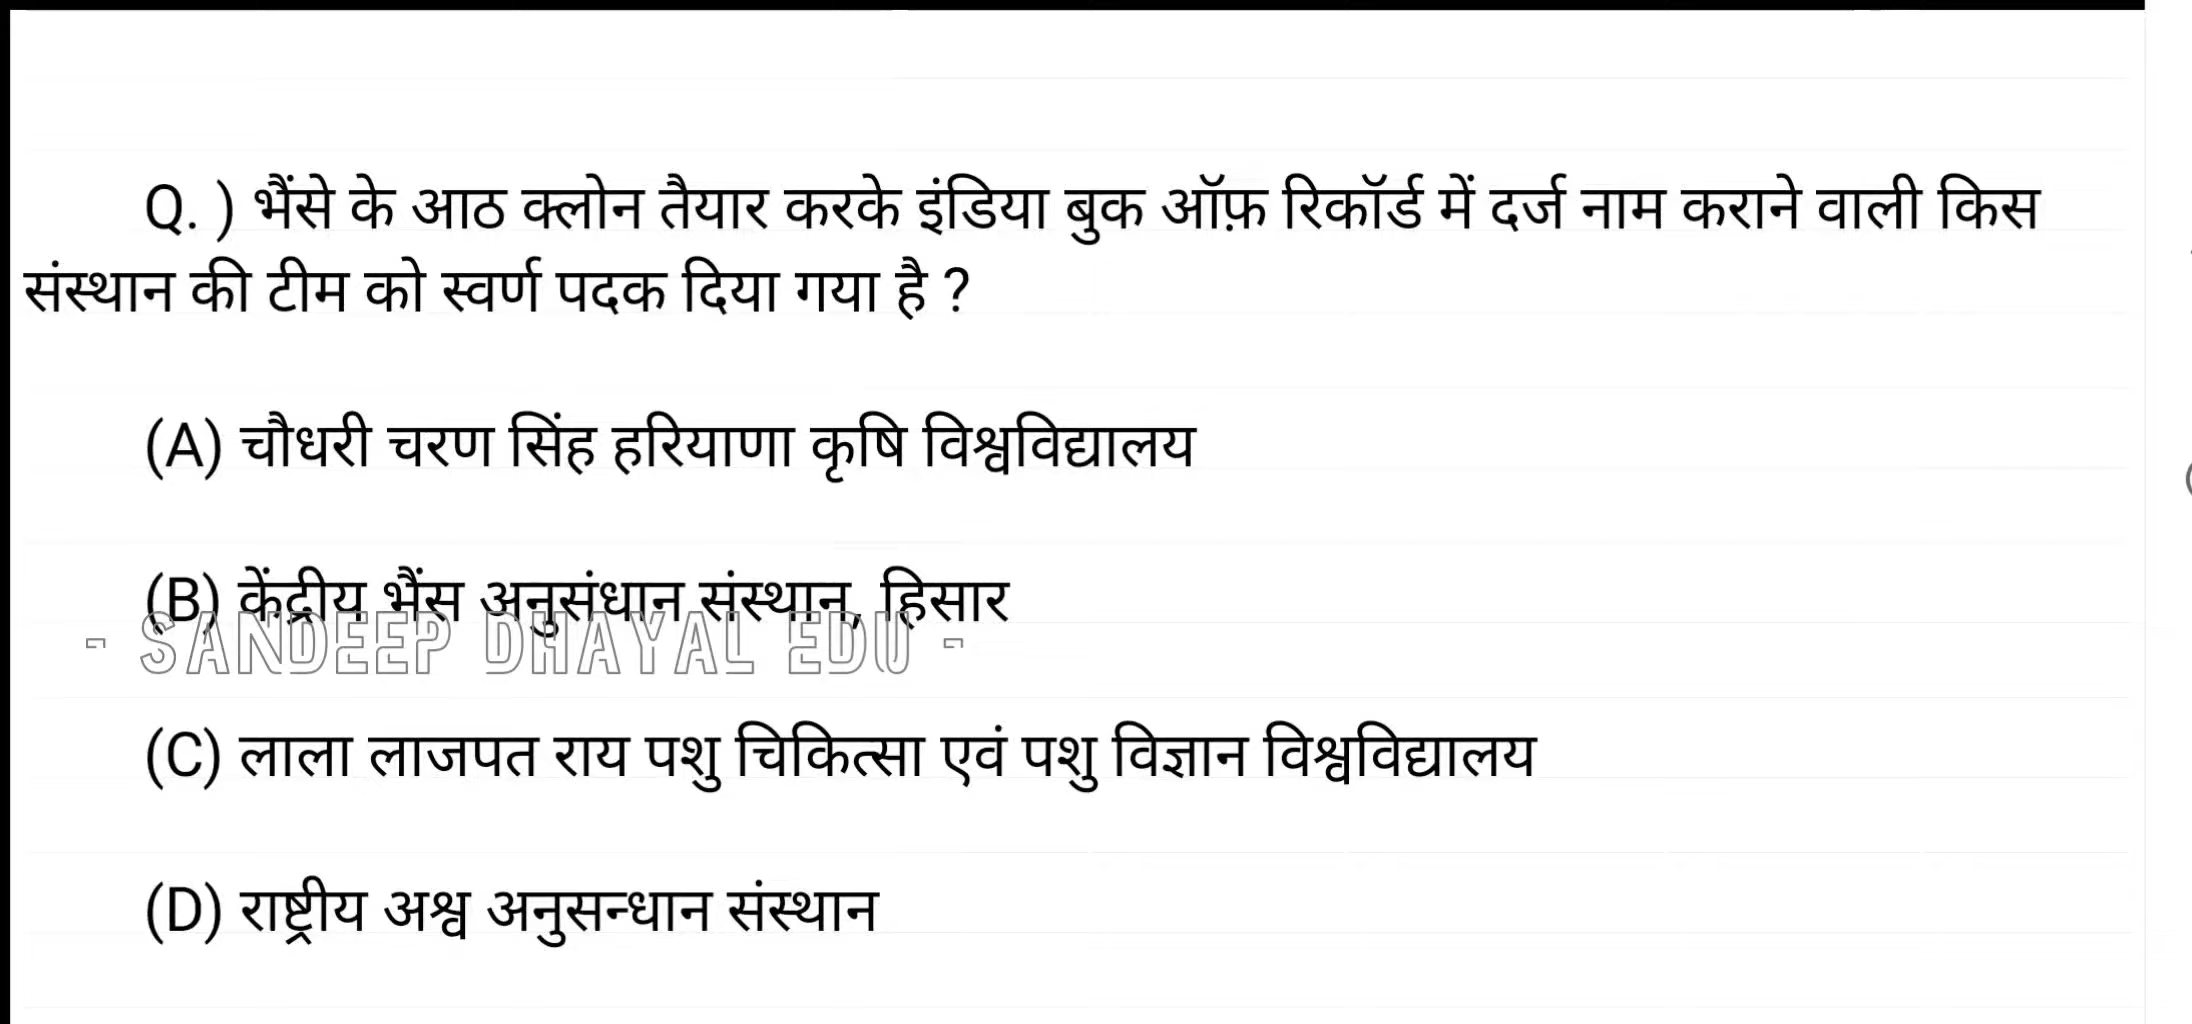 Q. ) भैंसे के आठ क्लोन तैयार करके इंडिया बुक ऑफ़ रिकॉर्ड में दर्ज नाम कराने वाली किस
संस्थान की टीम को स्वर्ण पदक दिया गया है ?
(A) चौधरी चरण सिंह हरियाणा कृषि विश्वविद्यालय
(B) केंद्रीय भैंस अनुसंधान संस्थान, हिसार
- SANDEEP DHAYAL EDU -
(C) लाला लाजपत राय पशु चिकित्सा एवं पशु विज्ञान विश्वविद्यालय
(D) राष्ट्रीय अश्व अनुसन्धान संस्थान